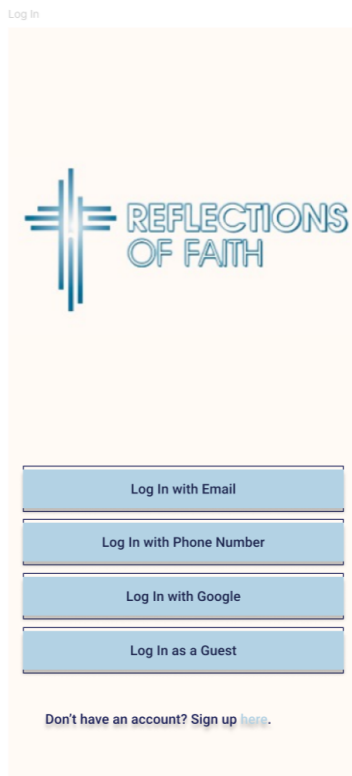 Log In
REFLECTIONS
OF FAITH
Log In with Email
Log In with Phone Number
Log In with Google
Log In as a Guest
Don't have an account? Sign up here.